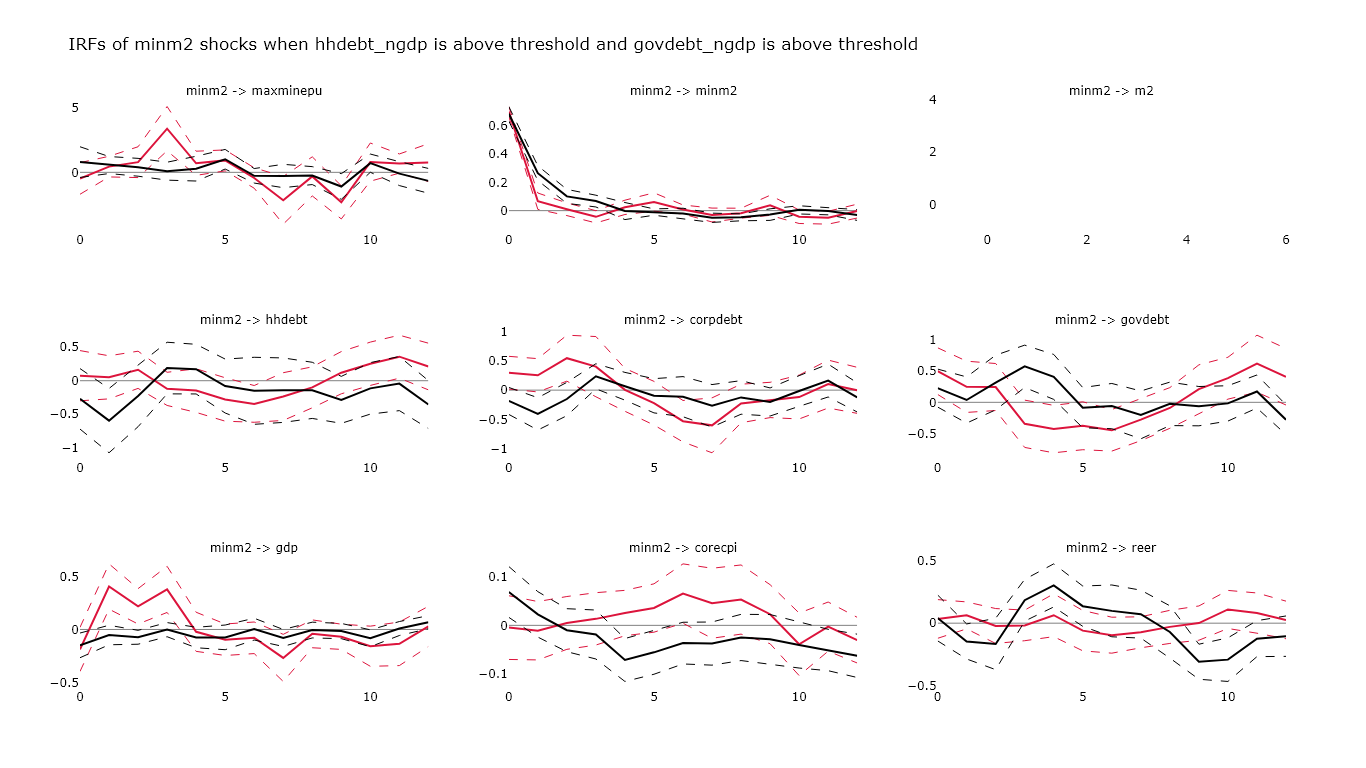 IRFs of minm2 shocks when hhdebt_ngdp is above threshold and govdebt_ngdp is above threshold
minm2 -> maxminepu
5
0
0 5 10
minm2 -> minm2
0.6
0.4
0.2
0
0 5 10
minm2 -> m2
4
2
0
0 2 4 6
minm2 -> hhdebt
0.5
0
−0.5
−1
0 5 10
minm2 -> corpdebt
1
0.5
0
−0.5
−1
0 5 10
minm2 -> govdebt
1
0.5
0
−0.5
0 5 10
minm2 -> gdp
0.5
0
−0.5
0 5 10
minm2 -> corecpi
0.1
0
−0.1
0 5 10
minm2 -> reer
0.5
0
−0.5
0 5 10